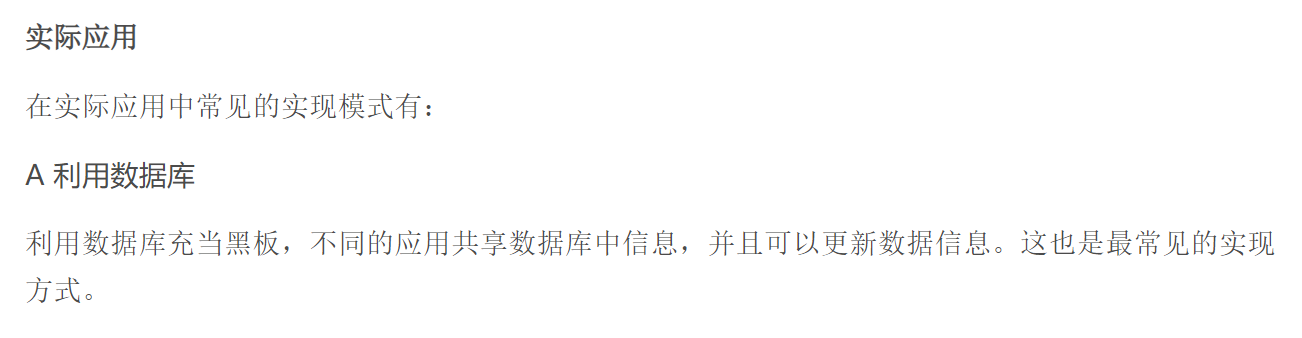 实际应用
在实际应用中常见的实现模式有：
A 利用数据库
利用数据库充当黑板，不同的应用共享数据库中信息，并且可以更新数据信息。这也是最常见的实现
方式。